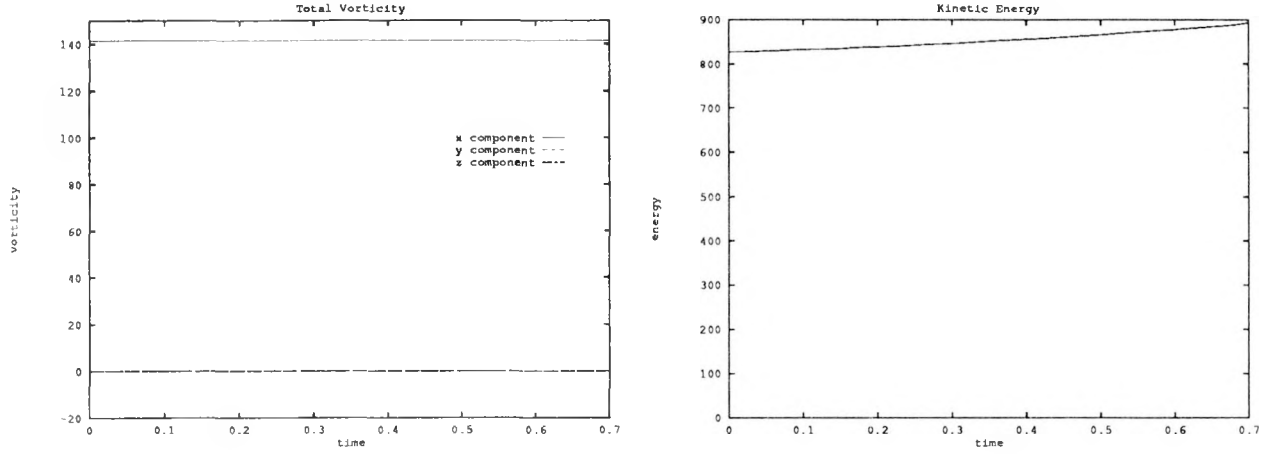 Total Vorticity
140
120
100
80
60
40
20
0
-20
vorticity
x component
y component
z component
0 0.1 0.2 0.3 0.4 0.5 0.6 0.7
time
Kinetic Energy
900
800
700
600
500
400
300
200
100
0
energy
0 0.1 0.2 0.3 0.4 0.5 0.6 0.7
time